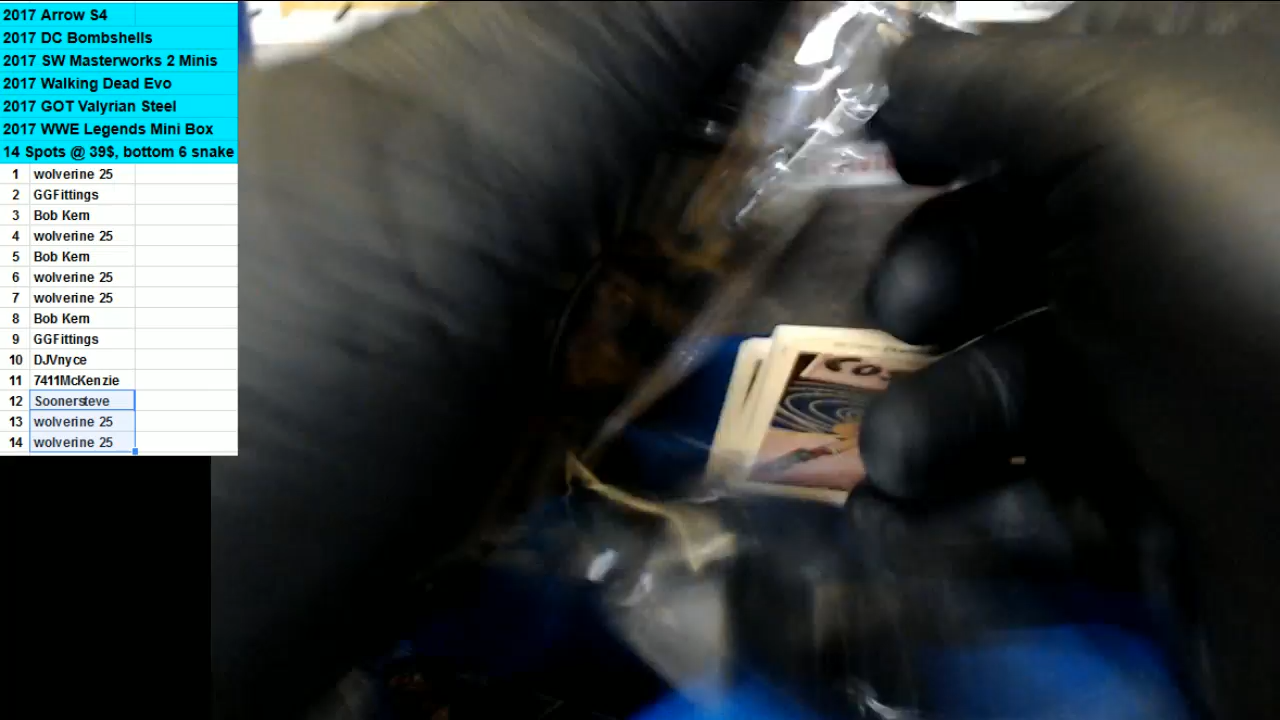 2017 Arrow S4
2017 DC Bombshells
2017 SW Masterworks 2 Minis
2017 Walking Dead Evo
2017 GOT Valyrian Steel
2017 WWE Legends Mini Box
14 Spots @ 39$, bottom 6 snake
1 wolverine 25
2 GGFittings
3 Bob Kern
4 wolverine 25
5 Bob Kern
6 wolverine 25
7 wolverine 25
8 Bob Kern
9 GGFittings
10 DJVnyce
11 7411McKenzie
12 Soonersteve
13 wolverine 25
14 wolverine 25